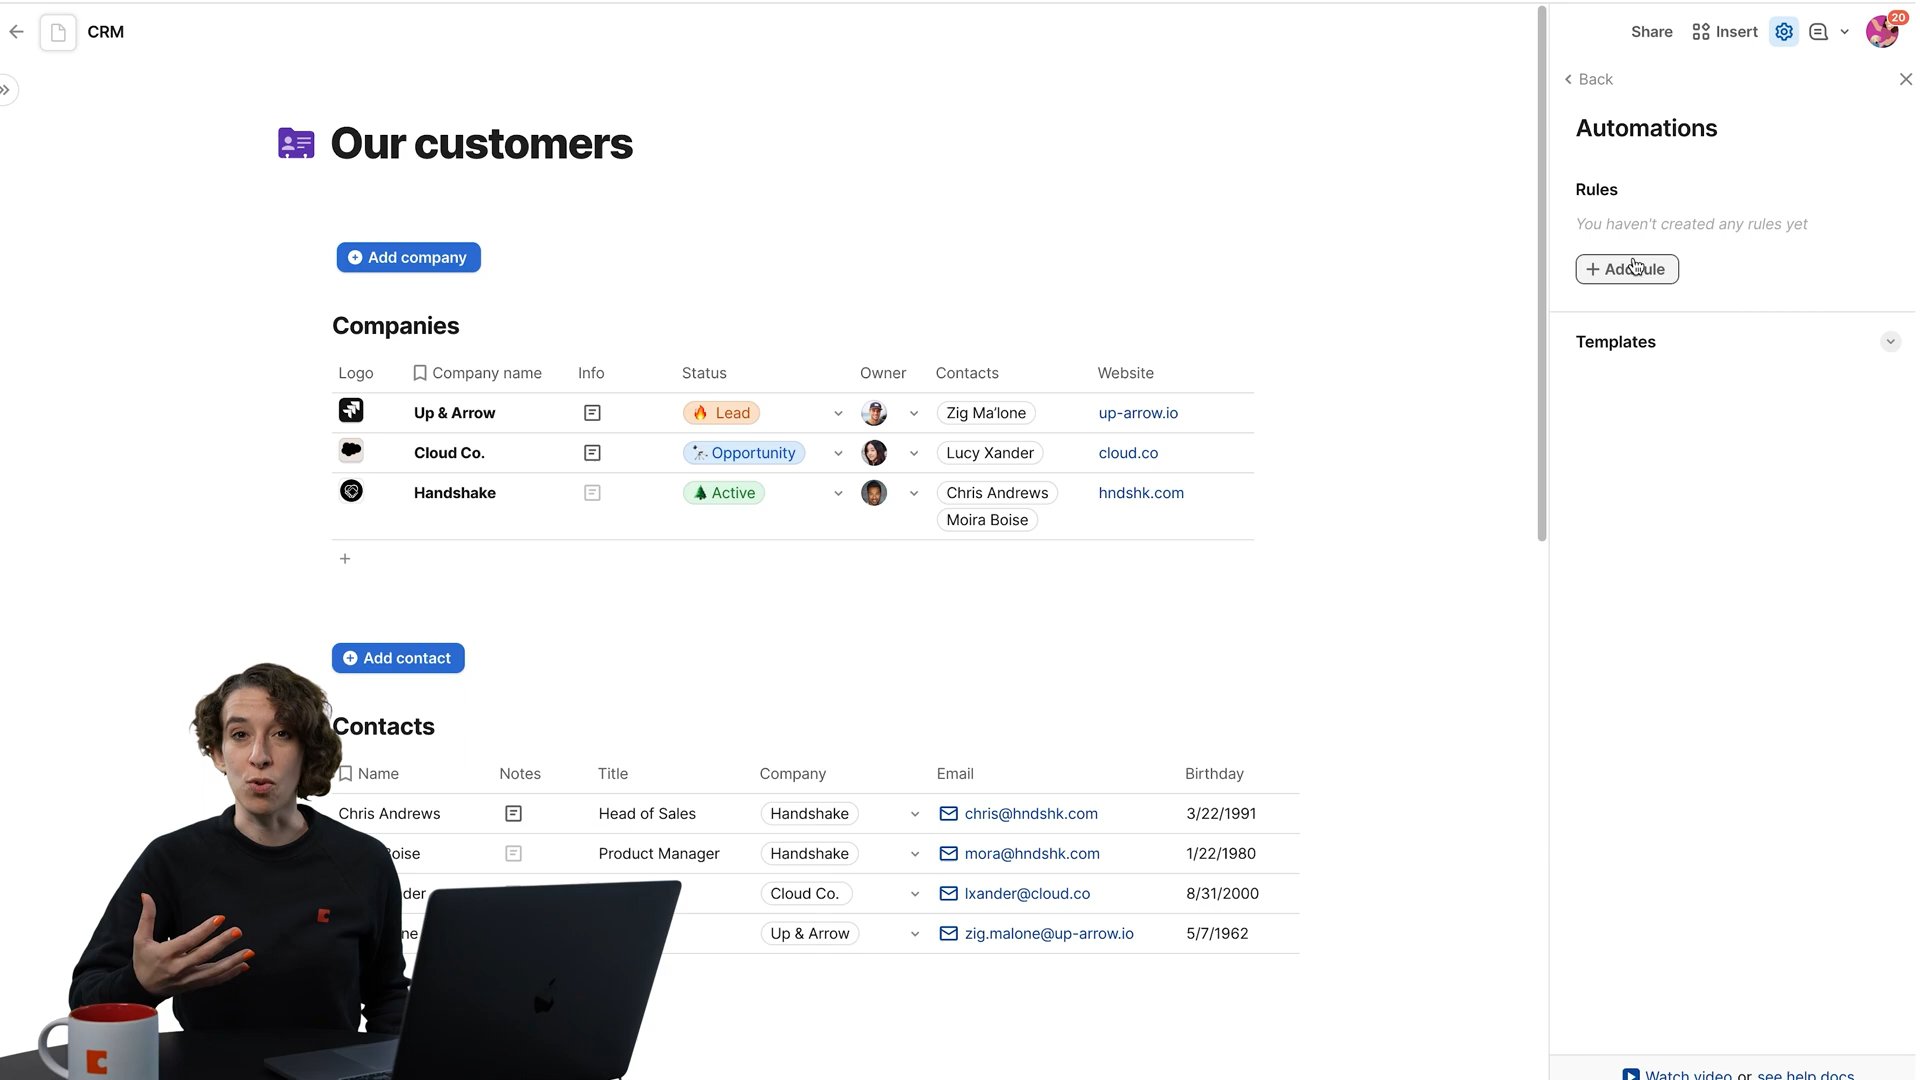 CRM
Share
Insert
20
Back
Automations
Rules
You haven't created any rules yet
Templates
Our customers
Add company
Companies
Logo Company name Info Status Owner Contacts Website
Up & Arrow Lead Zig Ma'lone up-arrow.io
Cloud Co. Opportunity Lucy Xander cloud.co
Handshake Active Chris Andrews hndshk.com
Moira Boise
Add contact
Contacts
Name Notes Title Company Email Birthday
Chris Andrews Head of Sales Handshake chris@hndshk.com 3/22/1991
oise Product Manager Handshake mora@hndshk.com 1/22/1980
der Cloud Co. lxander@cloud.co 8/31/2000
ne Up & Arrow zig.malone@up-arrow.io 5/7/1962
Watch video or see help docs